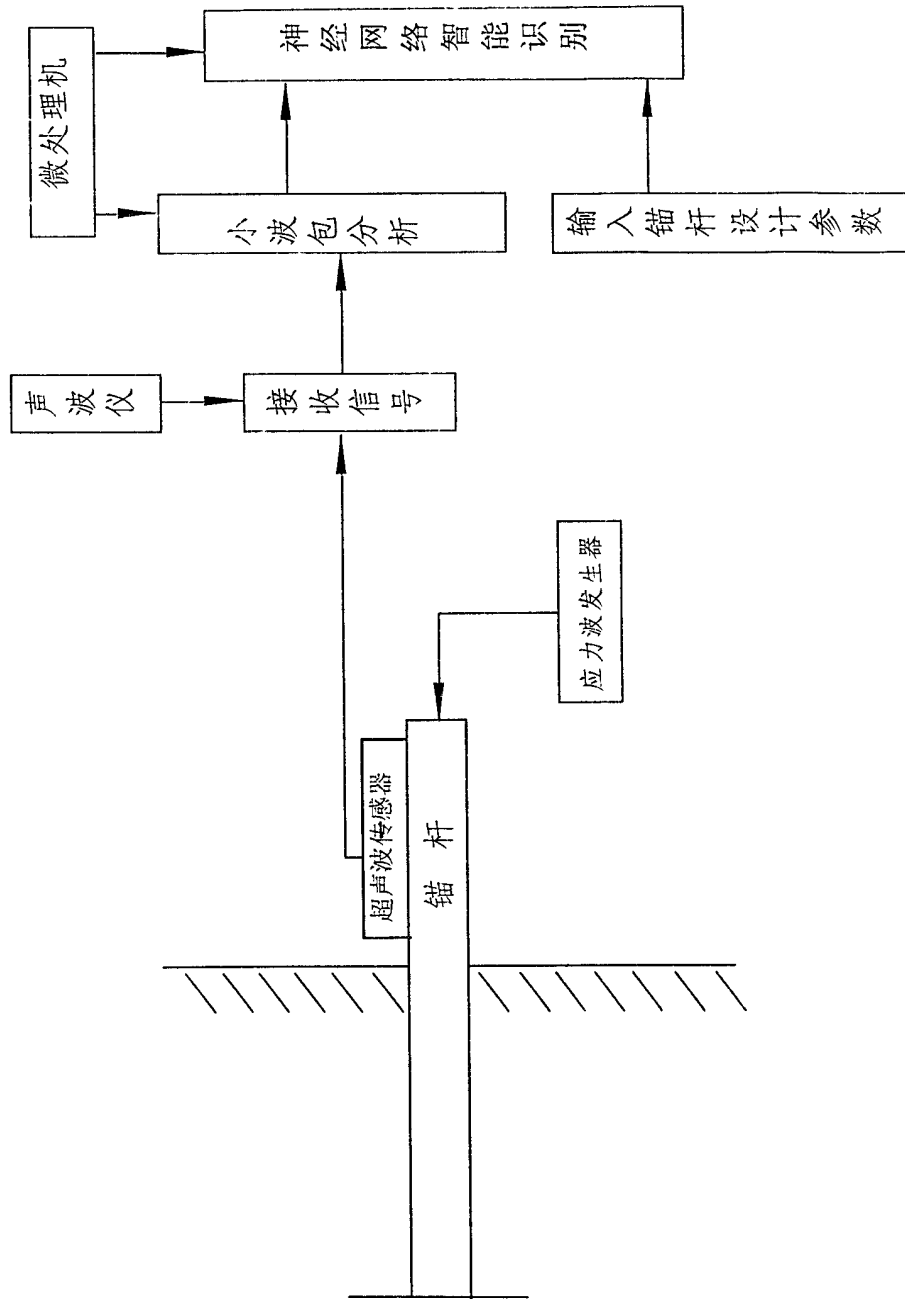 微处理机
神经网络智能识别
小波包分析
输入锚杆设计参数
声波仪
接收信号
应力波发生器
超声波传感器
锚杆